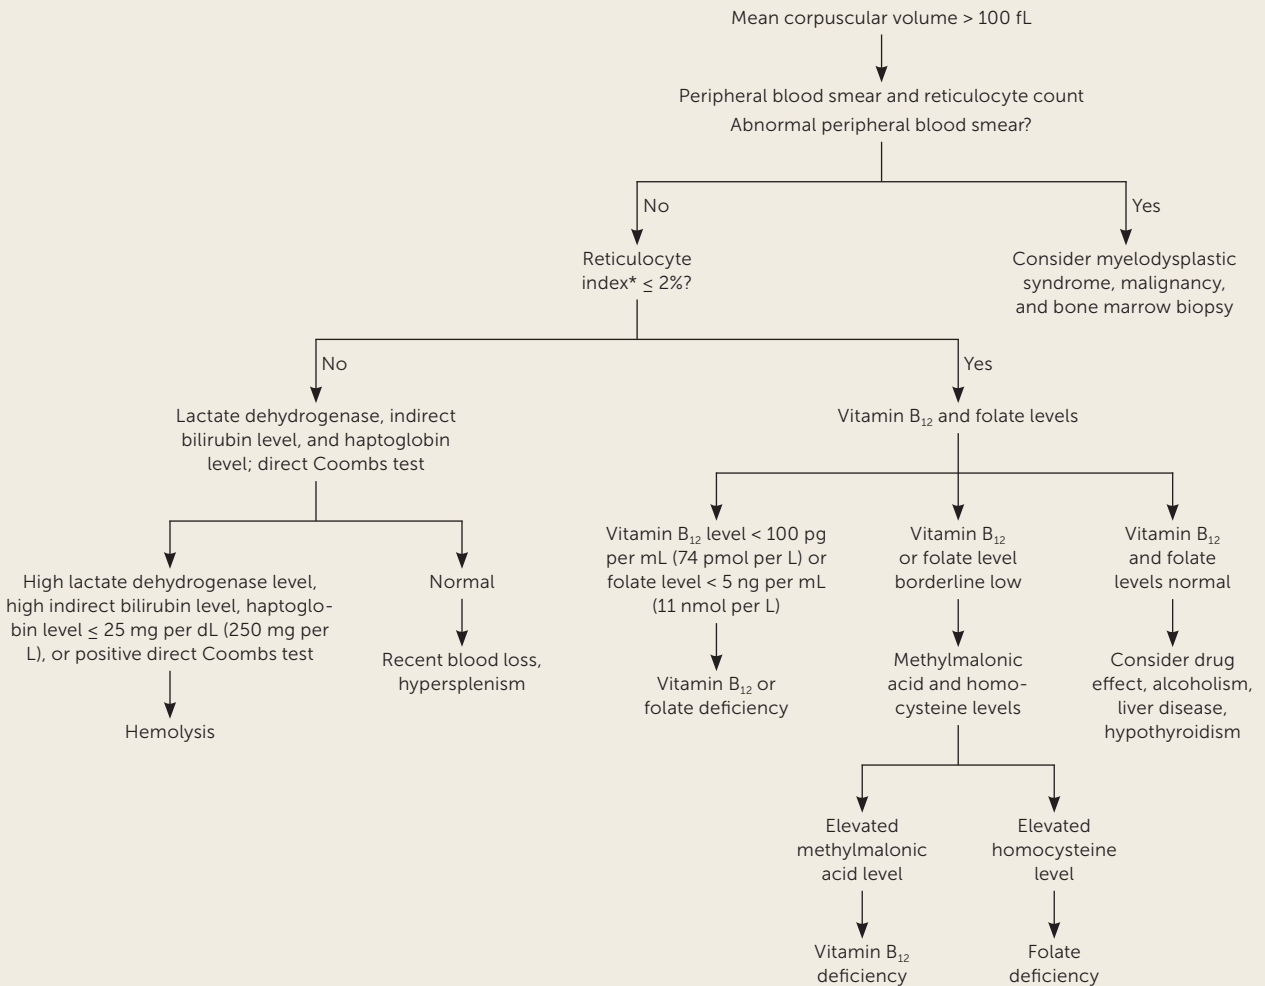 Mean corpuscular volume > 100 fL
Peripheral blood smear and reticulocyte count
Abnormal peripheral blood smear?
No
Yes
Reticulocyte
index* ≤ 2%?
Consider myelodysplastic
syndrome, malignancy,
and bone marrow biopsy
No
Yes
Lactate dehydrogenase, indirect
bilirubin level, and haptoglobin
level; direct Coombs test
Vitamin B₁₂ and folate levels
High lactate dehydrogenase level,
high indirect bilirubin level, haptoglo-
bin level ≤ 25 mg per dL (250 mg per
L), or positive direct Coombs test
Hemolysis
Normal
Recent blood loss,
hypersplenism
Vitamin B₁₂ level < 100 pg
per mL (74 pmol per L) or
folate level < 5 ng per mL
(11 nmol per L)
Vitamin B₁₂ or
folate deficiency
Vitamin B₁₂
or folate level
borderline low
Methylmalonic
acid and homo-
cysteine levels
Vitamin B₁₂
and folate
levels normal
Consider drug
effect, alcoholism,
liver disease,
hypothyroidism
Elevated
methylmalonic
acid level
Vitamin B₁₂
deficiency
Elevated
homocysteine
level
Folate
deficiency